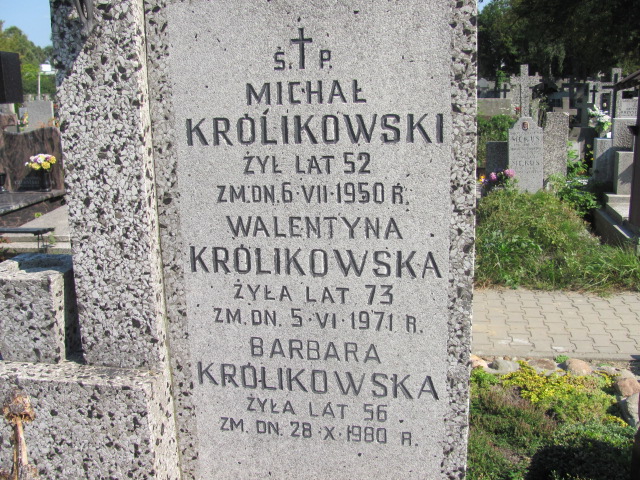 Ś. P.
MICHAŁ
KRÓLIKOWSKI
ŻYŁ LAT 52
ZM. DN. 6·VII·1950 R.
WALENTYNA
KRÓLIKOWSKA
ŻYŁA LAT 73
ZM. DN. 5·VI·1971 R.
BARBARA
KRÓLIKOWSKA
ŻYŁA LAT 56
ZM. DN. 28·X·1980 R.